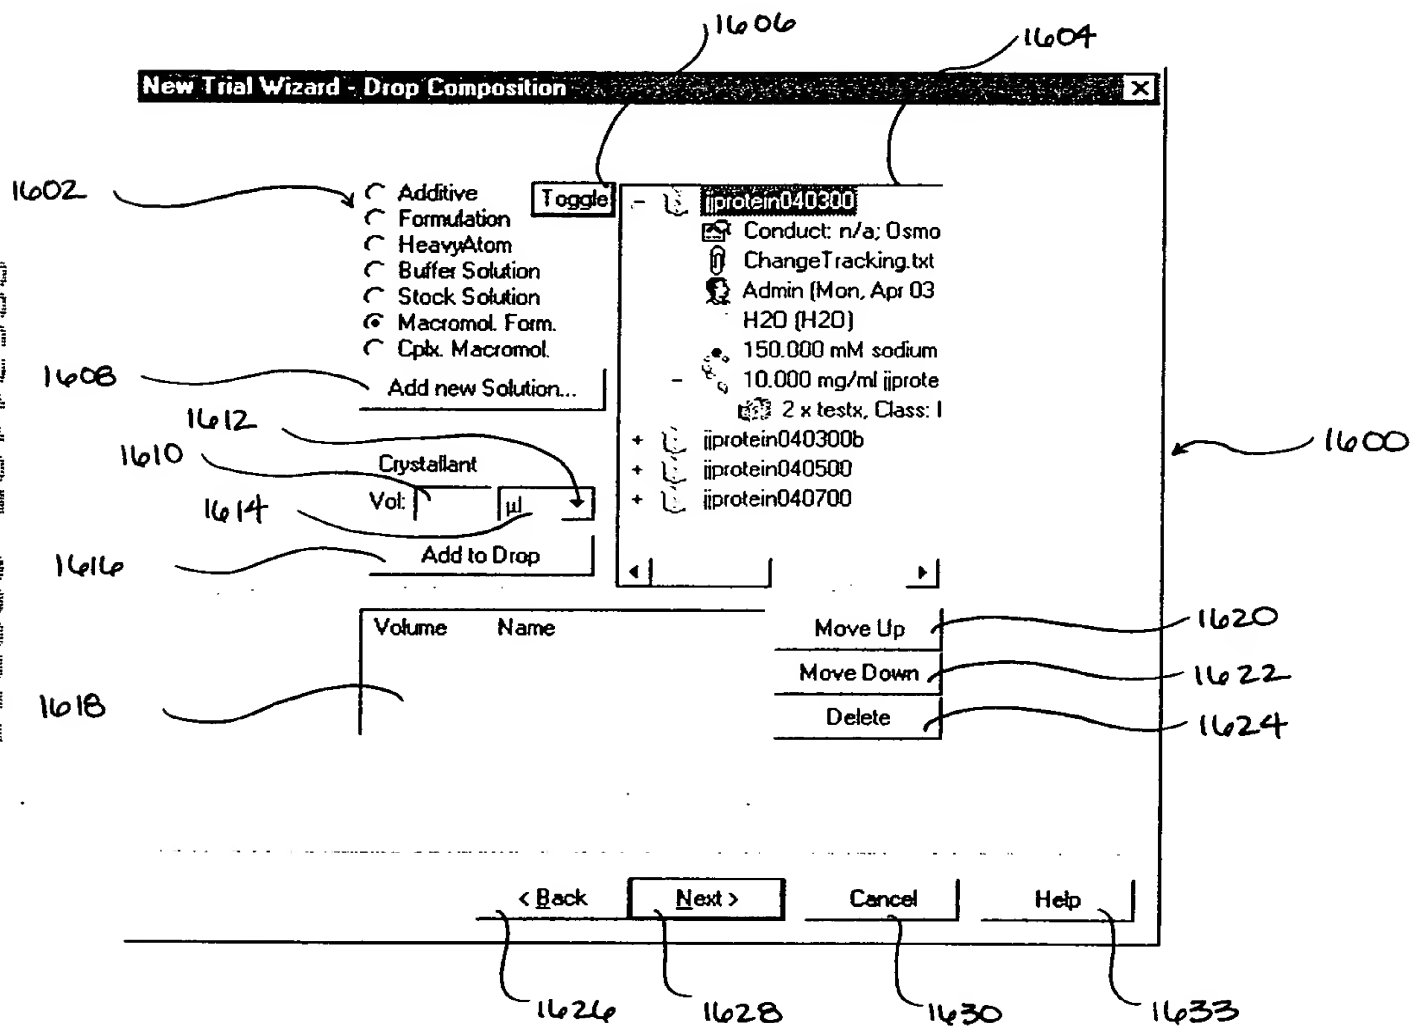 1606
1604
New Trial Wizard - Drop Composition
1602
Additive
Formulation
HeavyAtom
Buffer Solution
Stock Solution
Macromol. Form.
Cplx. Macromol.
Toggle
jjprotein040300
Conduct: n/a; Osmo
ChangeTracking.txt
Admin (Mon, Apr 03
H2O (H2O)
150.000 mM sodium
10.000 mg/ml jjprote
2 x testx, Class: I
jjprotein040300b
jjprotein040500
jjprotein040700
1608
Add new Solution...
1612
1610
Crystallant
1600
1614
Vol: µl
1616
Add to Drop
Volume Name
Move Up
1620
Move Down
1622
Delete
1624
1618
< Back Next > Cancel Help
1626 1628 1630 1633